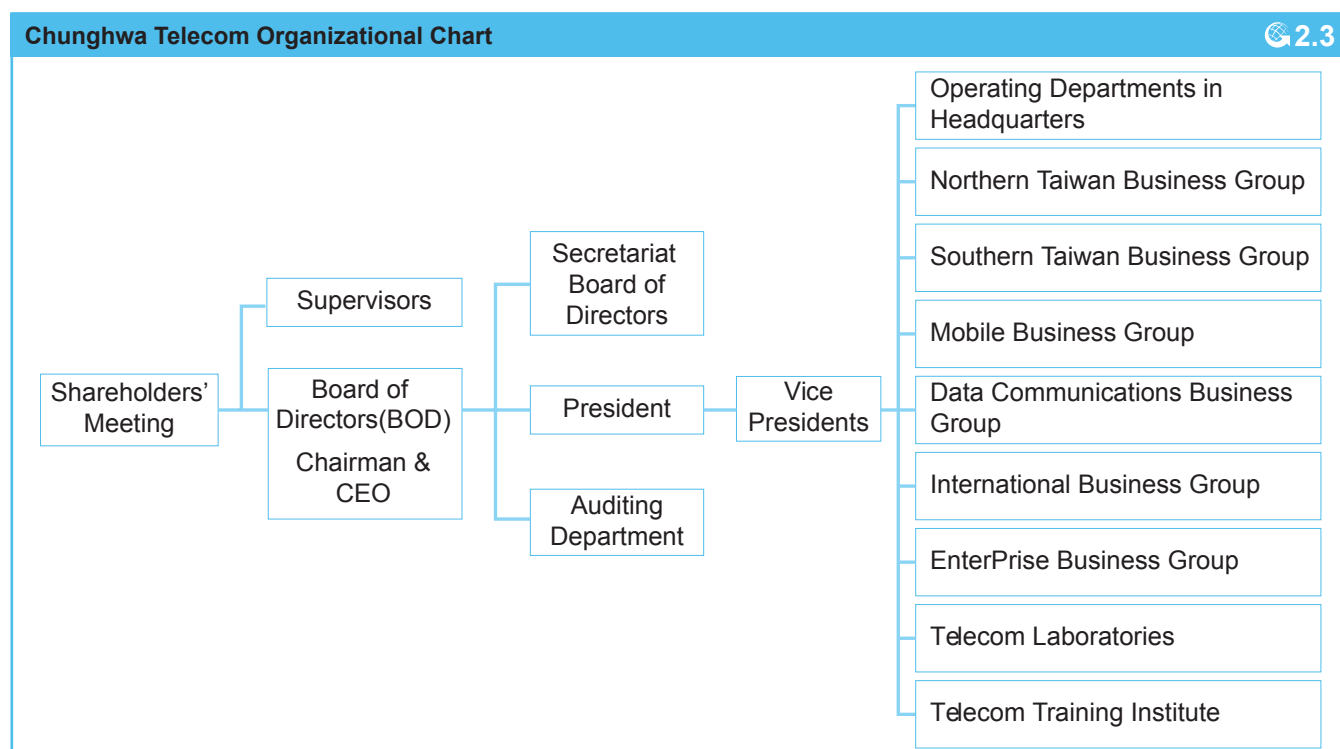 Chunghwa Telecom Organizational Chart
2.3
Shareholders’
Meeting
Supervisors
Board of
Directors(BOD)
Chairman &
CEO
Secretariat
Board of
Directors
President
Auditing
Department
Vice
Presidents
Operating Departments in
Headquarters
Northern Taiwan Business Group
Southern Taiwan Business Group
Mobile Business Group
Data Communications Business
Group
International Business Group
EnterPrise Business Group
Telecom Laboratories
Telecom Training Institute